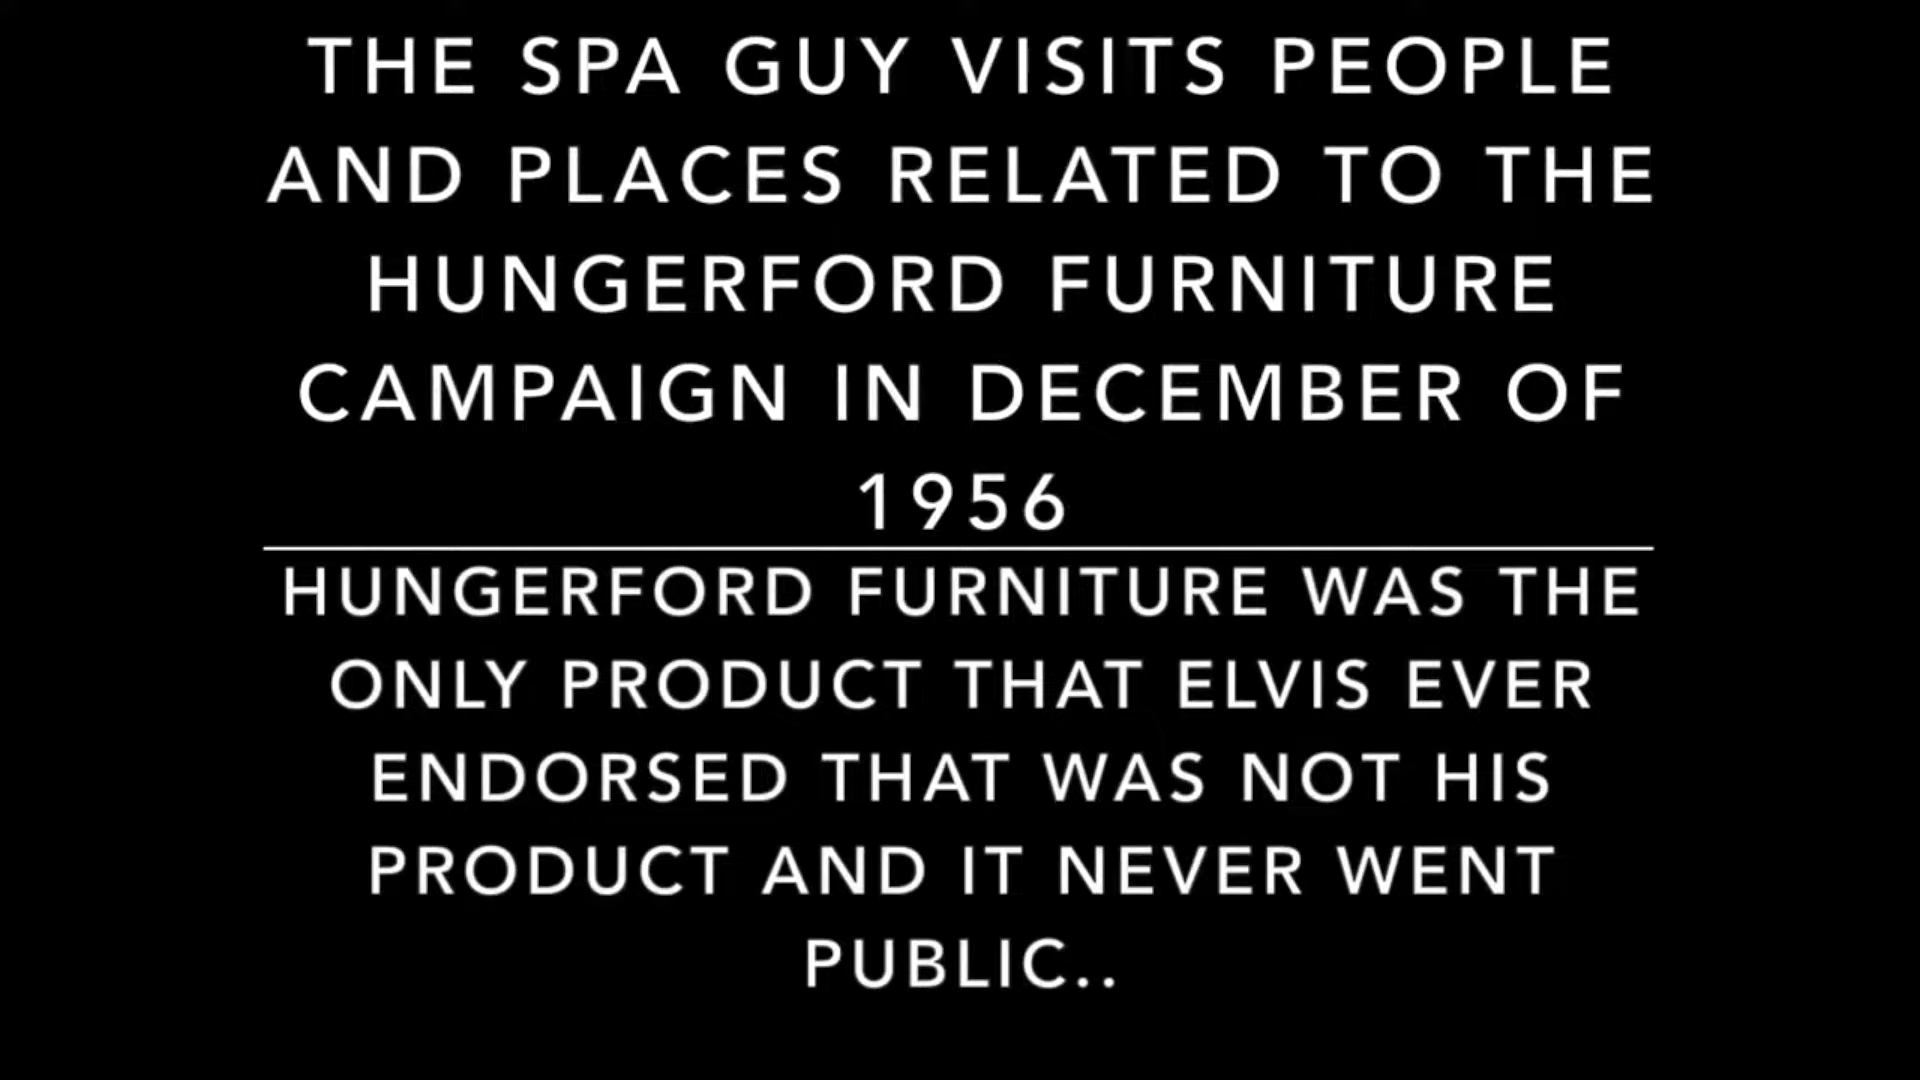 THE SPA GUY VISITS PEOPLE
AND PLACES RELATED TO THE
HUNGERFORD FURNITURE
CAMPAIGN IN DECEMBER OF
1956
HUNGERFORD FURNITURE WAS THE
ONLY PRODUCT THAT ELVIS EVER
ENDORSED THAT WAS NOT HIS
PRODUCT AND IT NEVER WENT
PUBLIC..